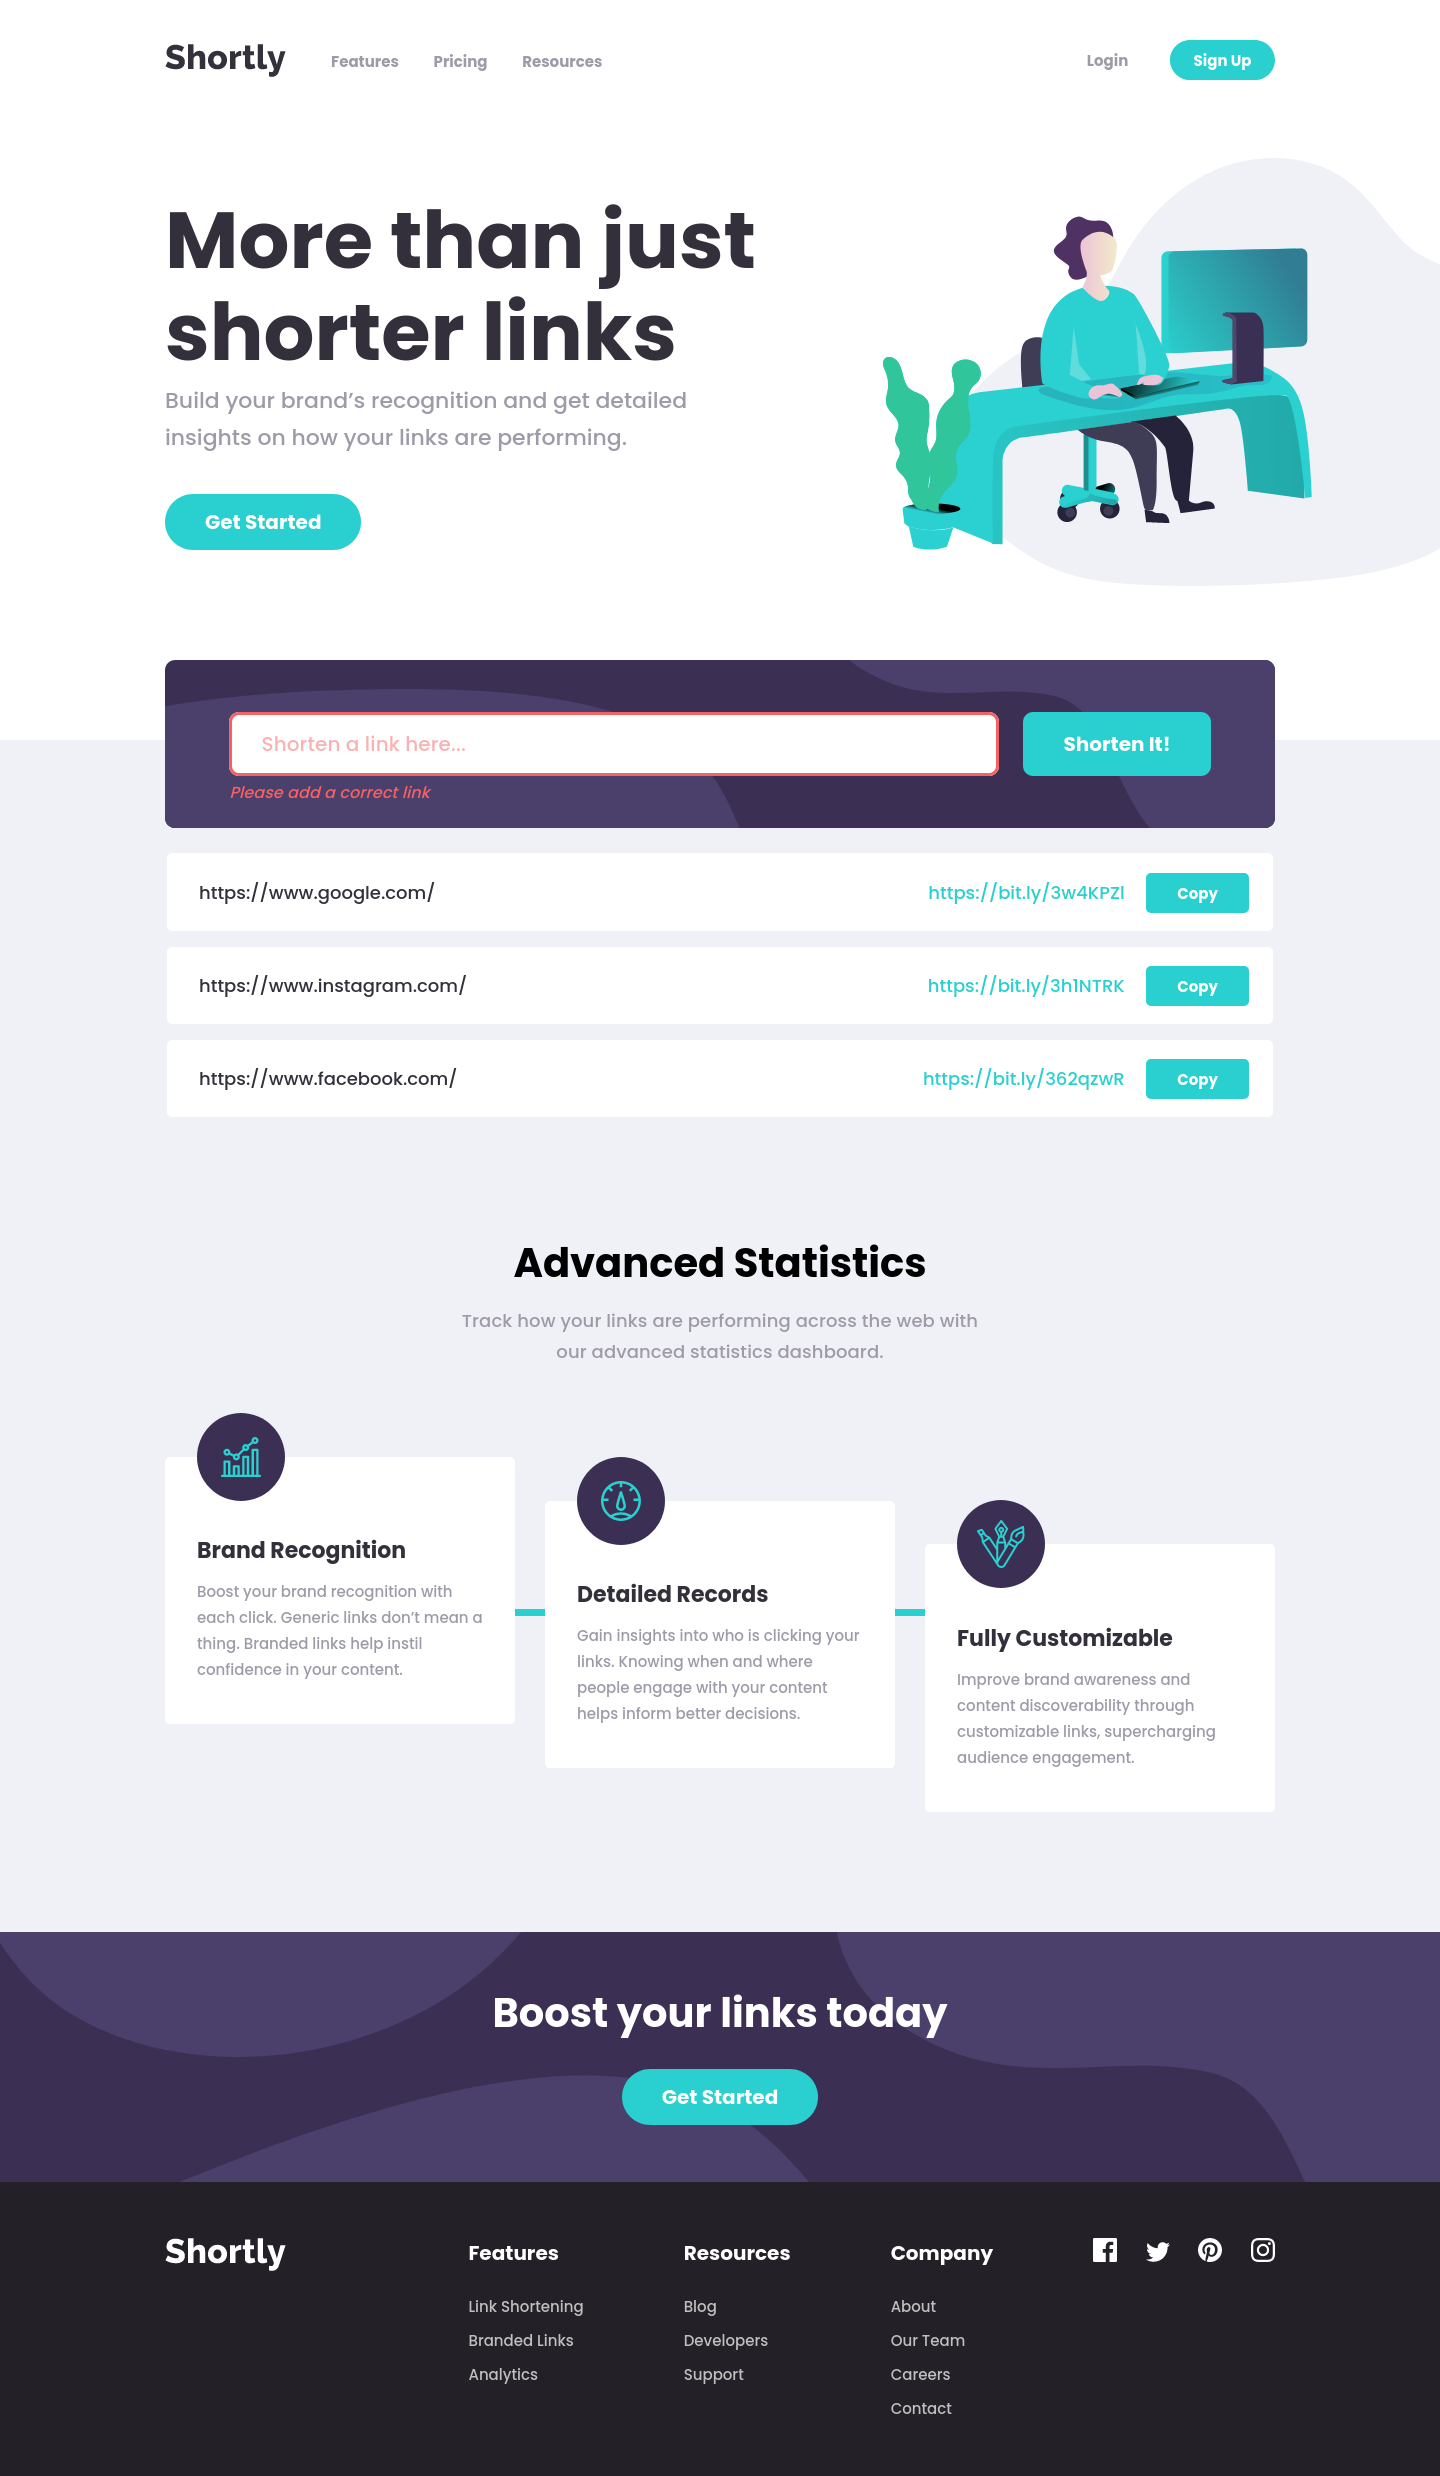 Shortly
Features
Pricing
Resources
Login
Sign Up
More than just
shorter links
Build your brand’s recognition and get detailed
insights on how your links are performing.
Get Started
Shorten a link here...
Shorten It!
Please add a correct link
https://www.google.com/
https://bit.ly/3w4KPZl
Copy
https://www.instagram.com/
https://bit.ly/3h1NTRK
Copy
https://www.facebook.com/
https://bit.ly/362qzwR
Copy
Advanced Statistics
Track how your links are performing across the web with
our advanced statistics dashboard.
Brand Recognition
Boost your brand recognition with
each click. Generic links don’t mean a
thing. Branded links help instil
confidence in your content.
Detailed Records
Gain insights into who is clicking your
links. Knowing when and where
people engage with your content
helps inform better decisions.
Fully Customizable
Improve brand awareness and
content discoverability through
customizable links, supercharging
audience engagement.
Boost your links today
Get Started
Shortly
Features
Link Shortening
Branded Links
Analytics
Resources
Blog
Developers
Support
Company
About
Our Team
Careers
Contact